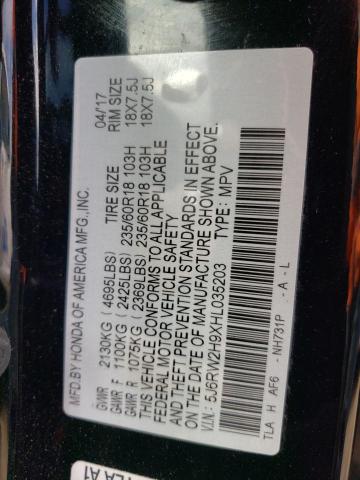 MFD.BY HONDA OF AMERICA MFG.,INC. 04/17
TIRE SIZE RIM SIZE
GVWR 2130KG ( 4695LBS)
GAWR F 1100KG ( 2425LBS) 235/60R18 103H 18X7.5J
GAWR R 1075KG ( 2369LBS) 235/60R18 103H 18X7.5J
THIS VEHICLE CONFORMS TO ALL APPLICABLE
FEDERAL MOTOR VEHICLE SAFETY
AND THEFT PREVENTION STANDARDS IN EFFECT
ON THE DATE OF MANUFACTURE SHOWN ABOVE.
V.I.N.: 5J6RW2H9XHL035203 TYPE: MPV
TLA H AF6 - NH731P - A - L